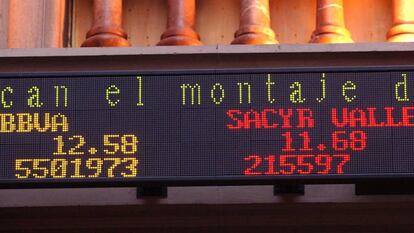 can el montaje d
BBVA SACYR VALLE
12.58 11.68
5501973 215597